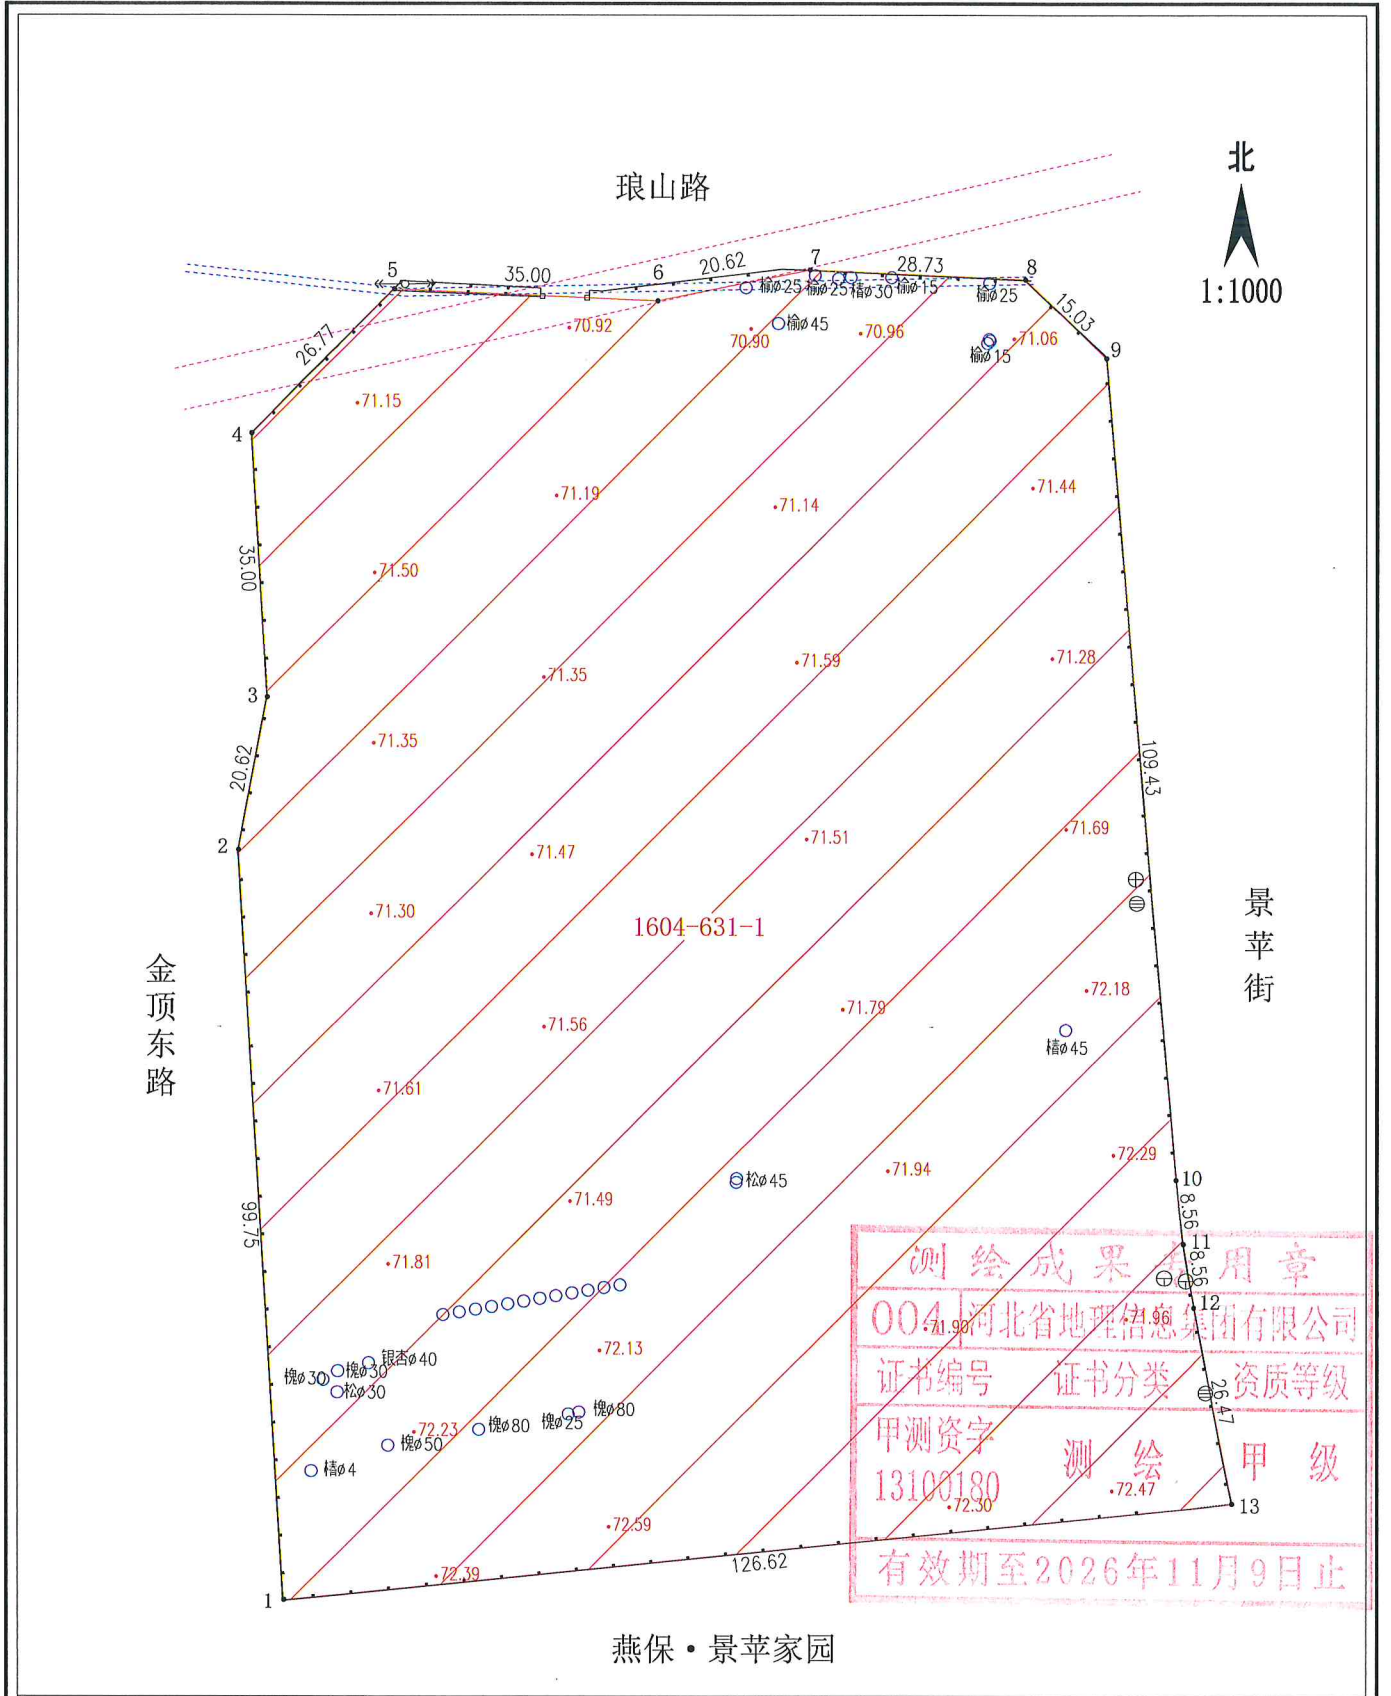 北
1:1000
琅山路
5
35.00
6
20.62
7
28.73
8
15.03
9
榆ø25
榆ø25
椿ø30
榆ø15
榆ø25
26.77
70.92
70.90
榆ø45
70.96
71.06
榆ø15
71.15
4
71.19
71.14
71.44
35.00
71.50
71.35
71.59
71.28
3
20.62
71.35
109.43
2
71.47
71.51
71.69
71.30
1604-631-1
景苹街
金顶东路
71.56
71.79
72.18
椿ø45
71.61
松ø45
71.94
72.29
10
99.75
71.49
8.56
11
71.81
8.56
12
测绘成果专用章
004
河北省地理信息集团有限公司
71.90
71.96
72.13
银杏ø40
槐ø30
槐ø30
松ø30
证书编号
证书分类
资质等级
26.47
槐ø80
槐ø25
槐ø80
72.23
槐ø50
椿ø4
甲测资字
13100180
测绘
甲级
72.47
72.30
13
72.59
72.39
126.62
1
有效期至2026年11月9日止
燕保·景苹家园